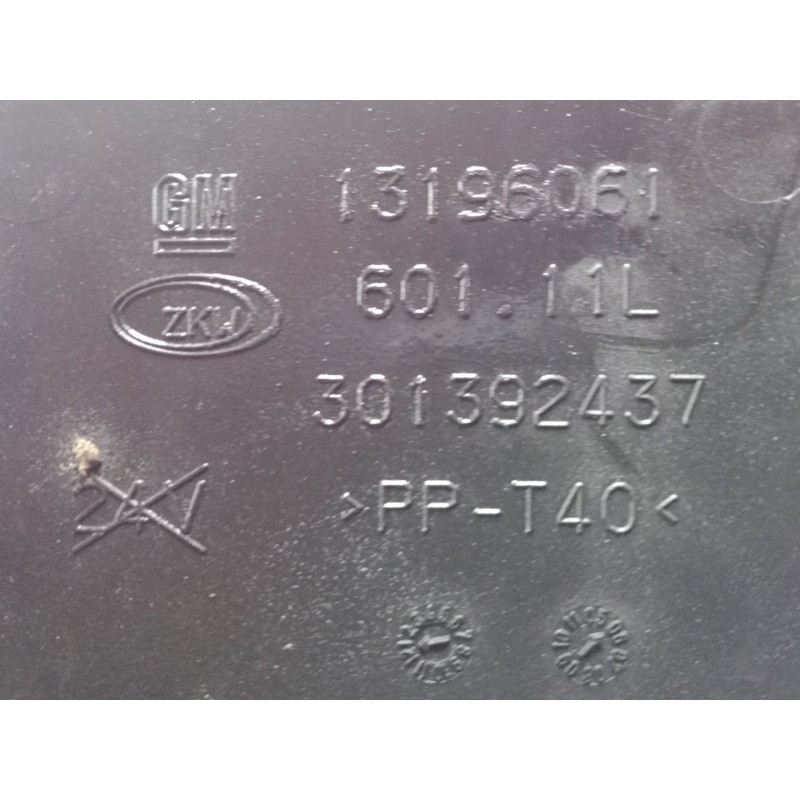 GM 13196061
ZKW 601.11L
301392437
24V >PP-T40<